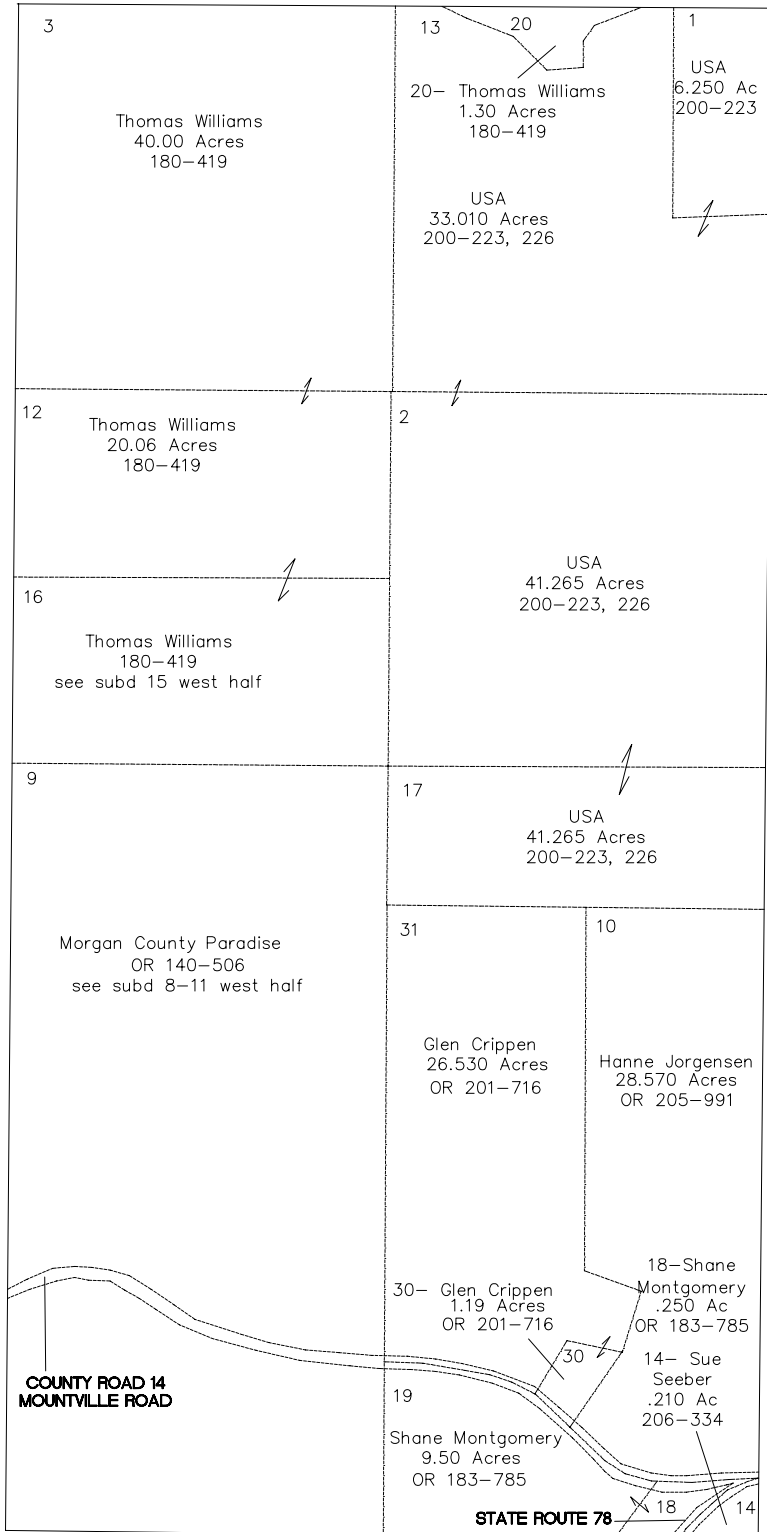 3
Thomas Williams
40.00 Acres
180-419
13
20
20- Thomas Williams
1.30 Acres
180-419
1
USA
6.250 Ac
200-223
USA
33.010 Acres
200-223, 226
12
Thomas Williams
20.06 Acres
180-419
2
USA
41.265 Acres
200-223, 226
16
Thomas Williams
180-419
see subd 15 west half
9
Morgan County Paradise
OR 140-506
see subd 8-11 west half
17
USA
41.265 Acres
200-223, 226
31
Glen Crippen
26.530 Acres
OR 201-716
10
Hanne Jorgensen
28.570 Acres
OR 205-991
30- Glen Crippen
1.19 Acres
OR 201-716
30
18-Shane
Montgomery
.250 Ac
OR 183-785
14- Sue
Seeber
.210 Ac
206-334
COUNTY ROAD 14
MOUNTVILLE ROAD
19
Shane Montgomery
9.50 Acres
OR 183-785
18
14
STATE ROUTE 78